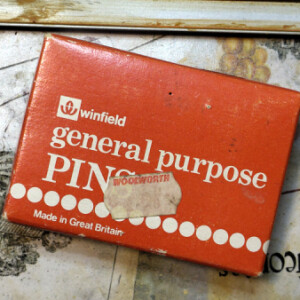 winfield
general purpose
PINS
WOOLWORTH
Made in Great Britain